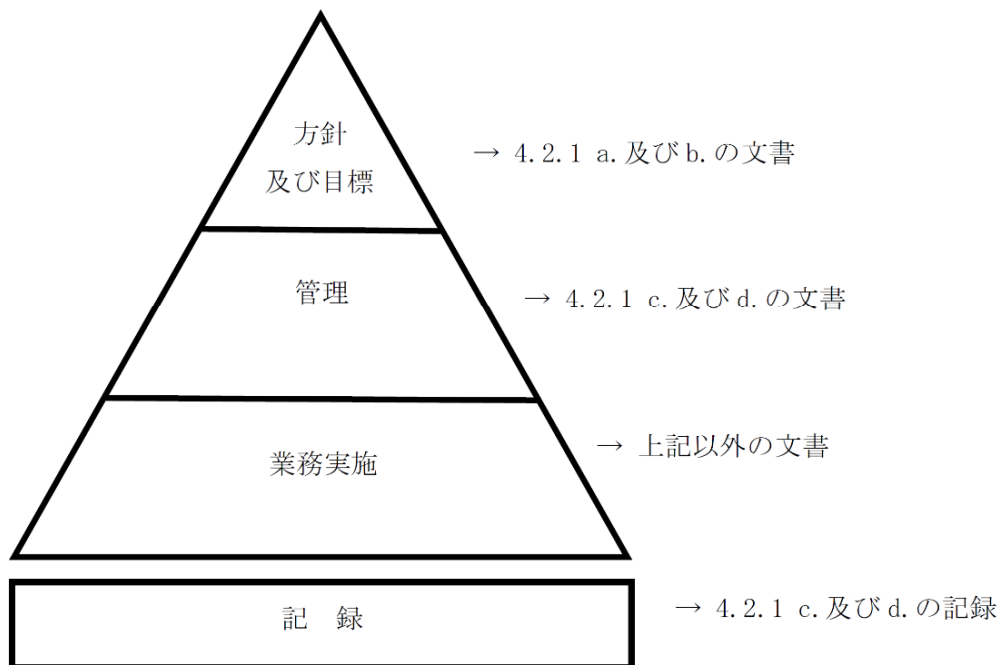 方針
及び目標
→ 4.2.1 a.及びb.の文書
管理
→ 4.2.1 c.及びd.の文書
業務実施
→ 上記以外の文書
記　録
→ 4.2.1 c.及びd.の記録